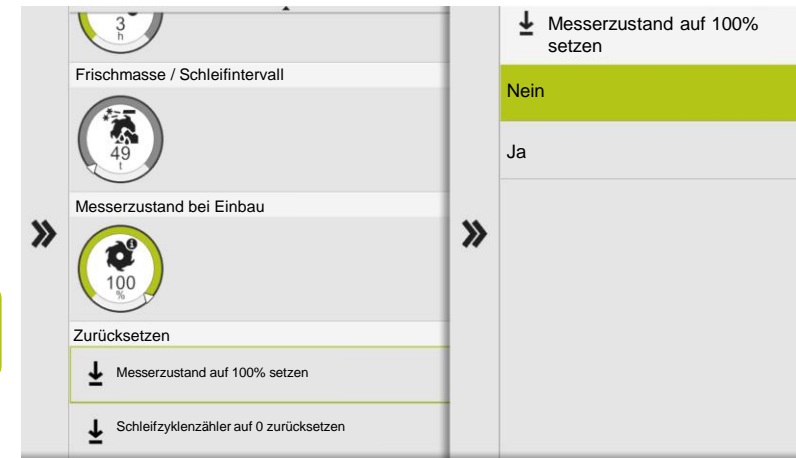 3
h
Frischmasse / Schleifintervall
49
t
Messerzustand bei Einbau
100
%
Zurücksetzen
Messerzustand auf 100% setzen
Schleifzyklenzähler auf 0 zurücksetzen
Messerzustand auf 100%
setzen
Nein
Ja